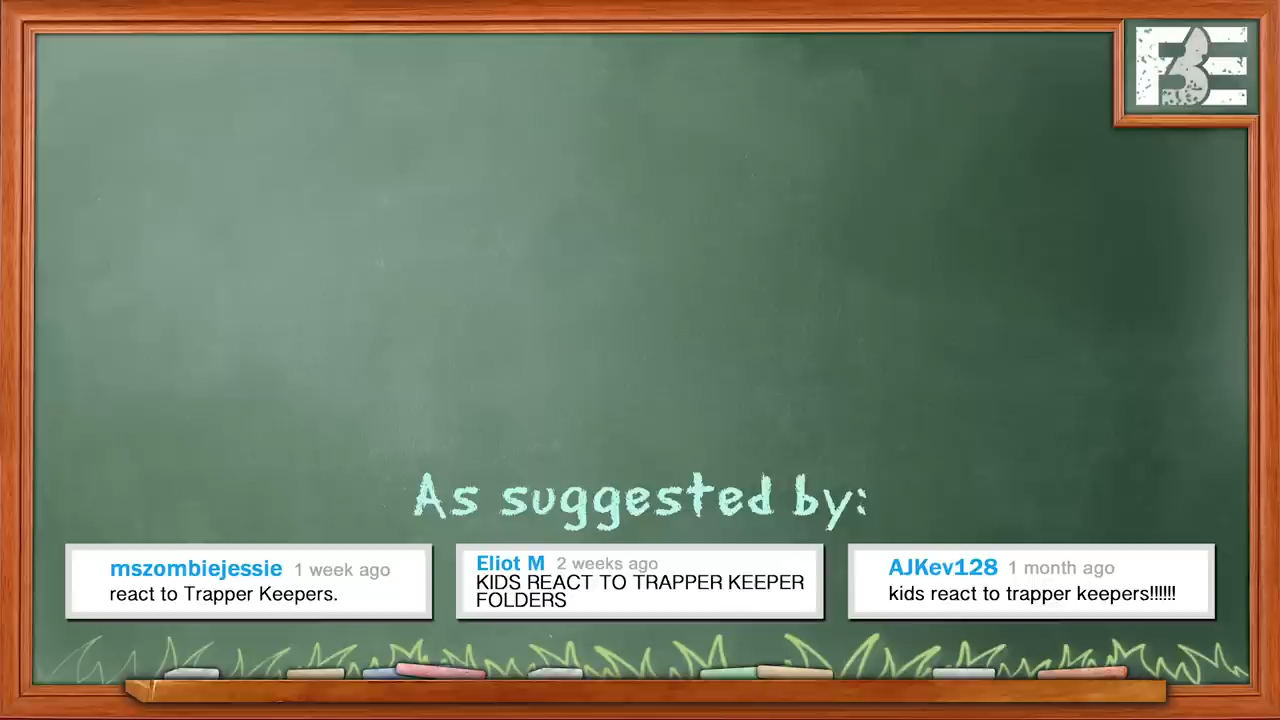 FBE
As suggested by:
mszombiejessie 1 week ago
react to Trapper Keepers.
Eliot M 2 weeks ago
KIDS REACT TO TRAPPER KEEPER
FOLDERS
AJKev128 1 month ago
kids react to trapper keepers!!!!!!